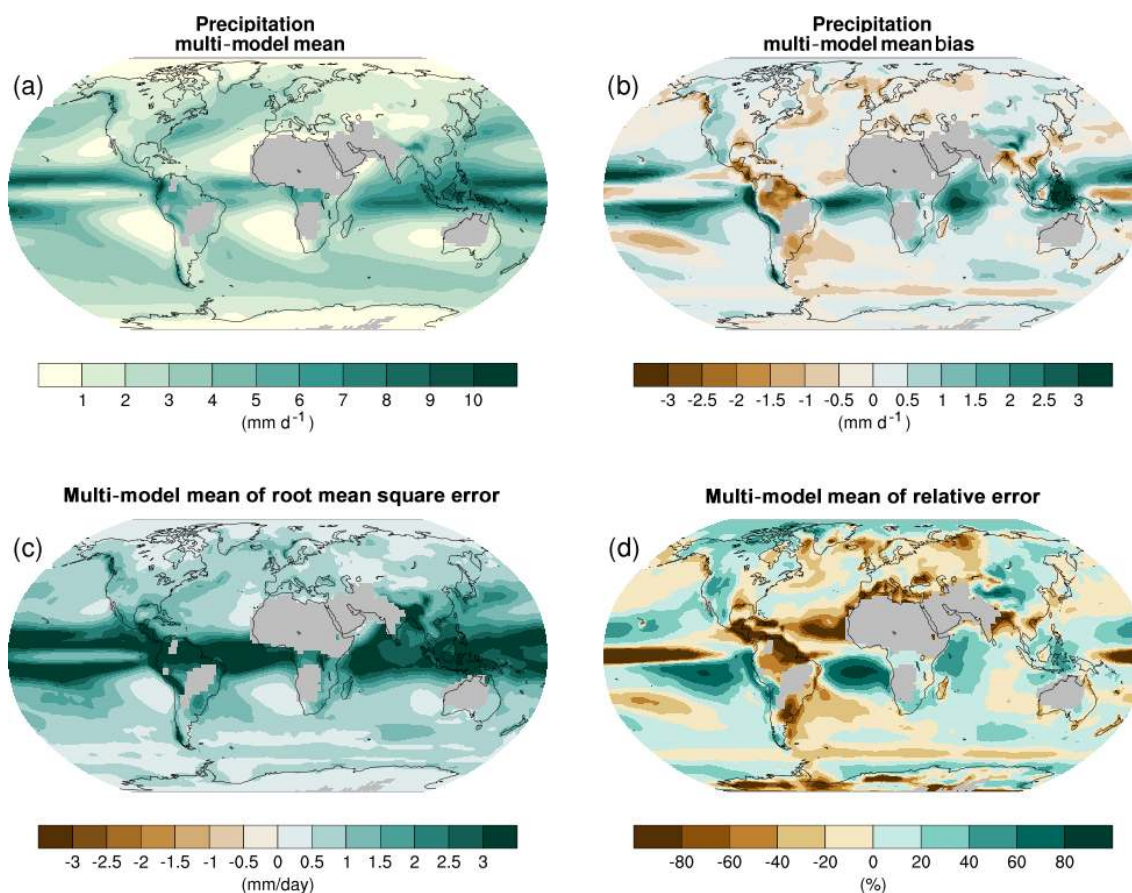 Precipitation
multi-model mean
Precipitation
multi-model mean bias
(a)
(b)
1 2 3 4 5 6 7 8 9 10
(mm d⁻¹)
-3 -2.5 -2 -1.5 -1 -0.5 0 0.5 1 1.5 2 2.5 3
(mm d⁻¹)
Multi-model mean of root mean square error
Multi-model mean of relative error
(c)
(d)
-3 -2.5 -2 -1.5 -1 -0.5 0 0.5 1 1.5 2 2.5 3
(mm/day)
-80 -60 -40 -20 0 20 40 60 80
(%)